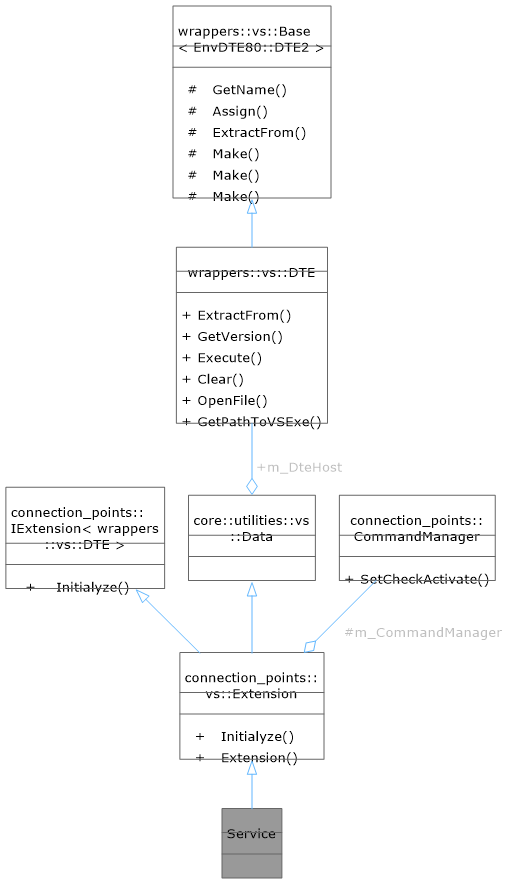 wrappers::vs::Base
< EnvDTE80::DTE2 >
# GetName()
# Assign()
# ExtractFrom()
# Make()
# Make()
# Make()
wrappers::vs::DTE
+ ExtractFrom()
+ GetVersion()
+ Execute()
+ Clear()
+ OpenFile()
+ GetPathToVSExe()
+m_DteHost
connection_points::
IExtension< wrappers
::vs::DTE >
+ Initialyze()
core::utilities::vs
::Data
connection_points::
CommandManager
+ SetCheckActivate()
#m_CommandManager
connection_points::
vs::Extension
+ Initialyze()
+ Extension()
Service